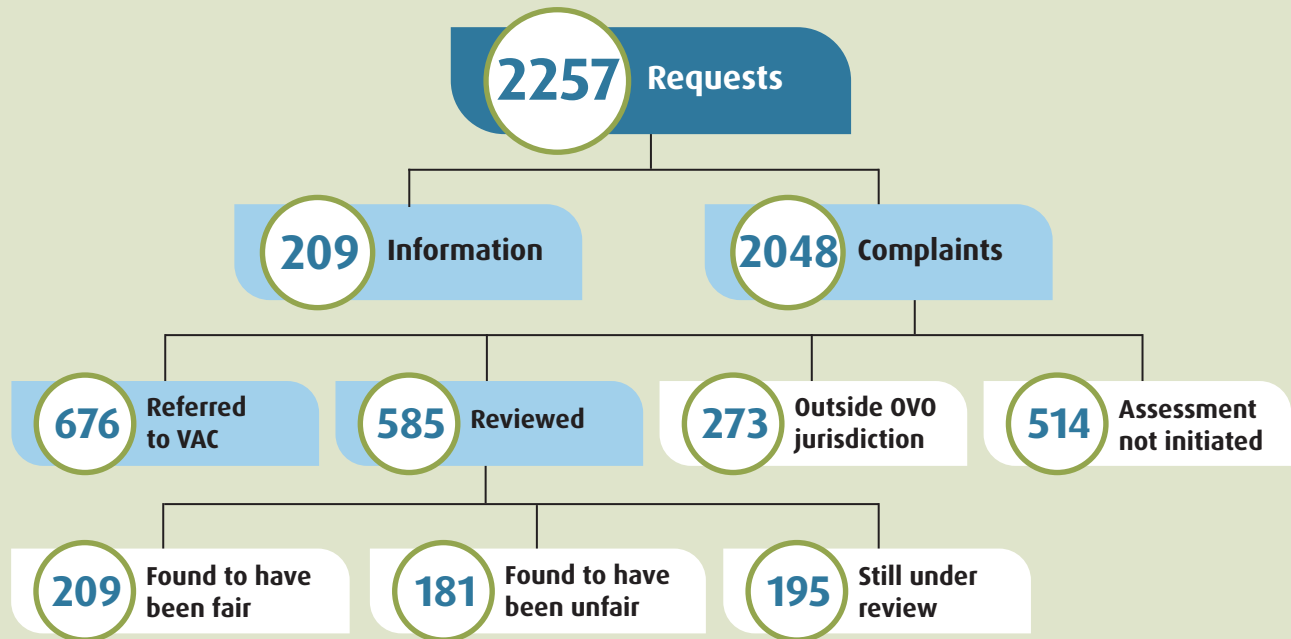 2257 Requests
209 Information
2048 Complaints
676 Referred
to VAC
585 Reviewed
273 Outside OVO
jurisdiction
514 Assessment
not initiated
209 Found to have
been fair
181 Found to have
been unfair
195 Still under
review